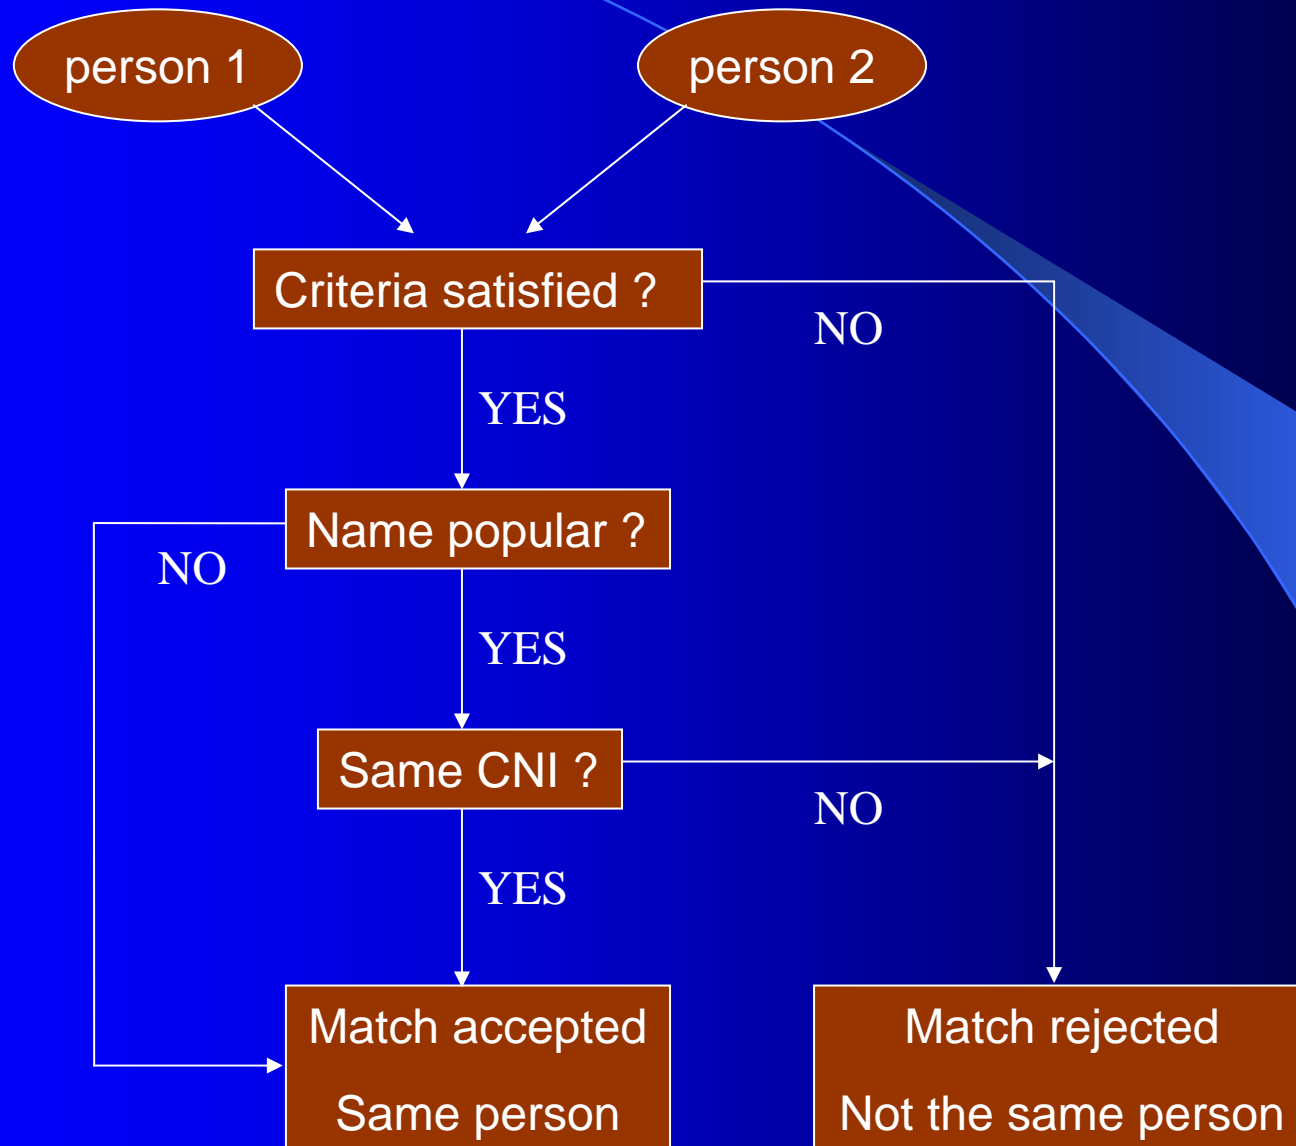 person 1
person 2
Criteria satisfied ?
NO
YES
Name popular ?
NO
YES
Same CNI ?
NO
YES
Match accepted
Same person
Match rejected
Not the same person